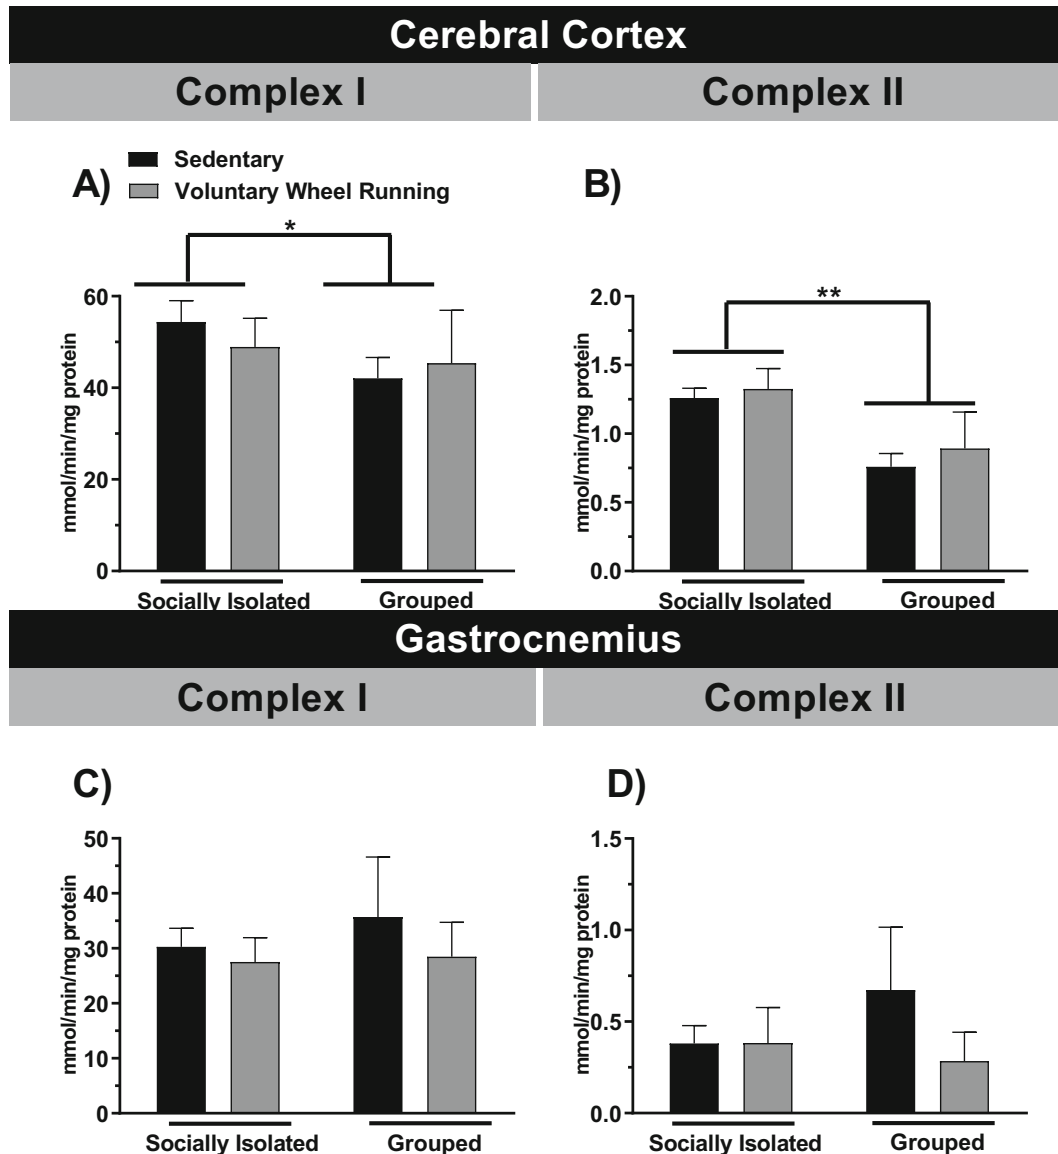 Cerebral Cortex
Complex I
Complex II
Sedentary
Voluntary Wheel Running
A)
B)
*
**
mmol/min/mg protein
60
40
20
0
Socially Isolated
Grouped
mmol/min/mg protein
2.0
1.5
1.0
0.5
0.0
Socially Isolated
Grouped
Gastrocnemius
Complex I
Complex II
C)
D)
mmol/min/mg protein
50
40
30
20
10
0
Socially Isolated
Grouped
mmol/min/mg protein
1.5
1.0
0.5
0.0
Socially Isolated
Grouped